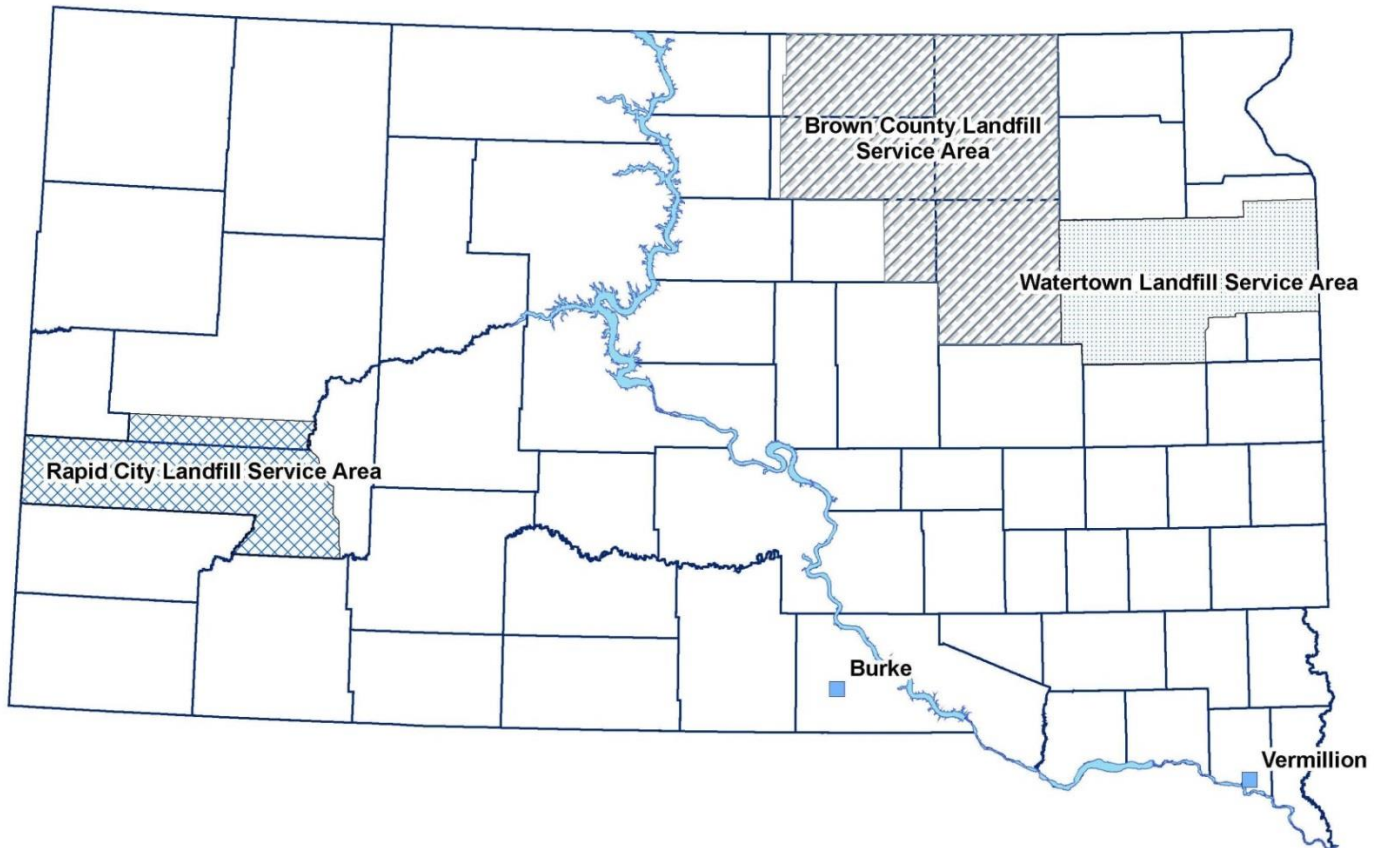 Brown County Landfill
Service Area
Watertown Landfill Service Area
Rapid City Landfill Service Area
Burke
Vermillion